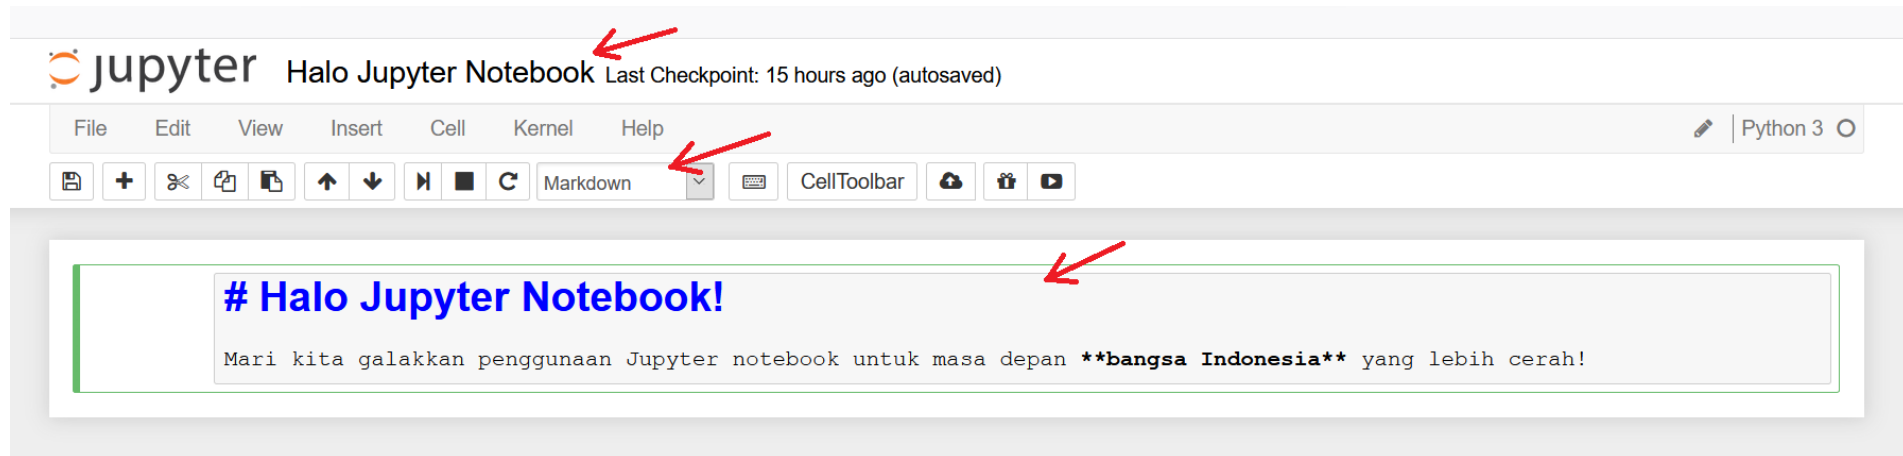 jupyter Halo Jupyter Notebook Last Checkpoint: 15 hours ago (autosaved)
File Edit View Insert Cell Kernel Help Python 3
Markdown CellToolbar
# Halo Jupyter Notebook!
Mari kita galakkan penggunaan Jupyter notebook untuk masa depan **bangsa Indonesia** yang lebih cerah!